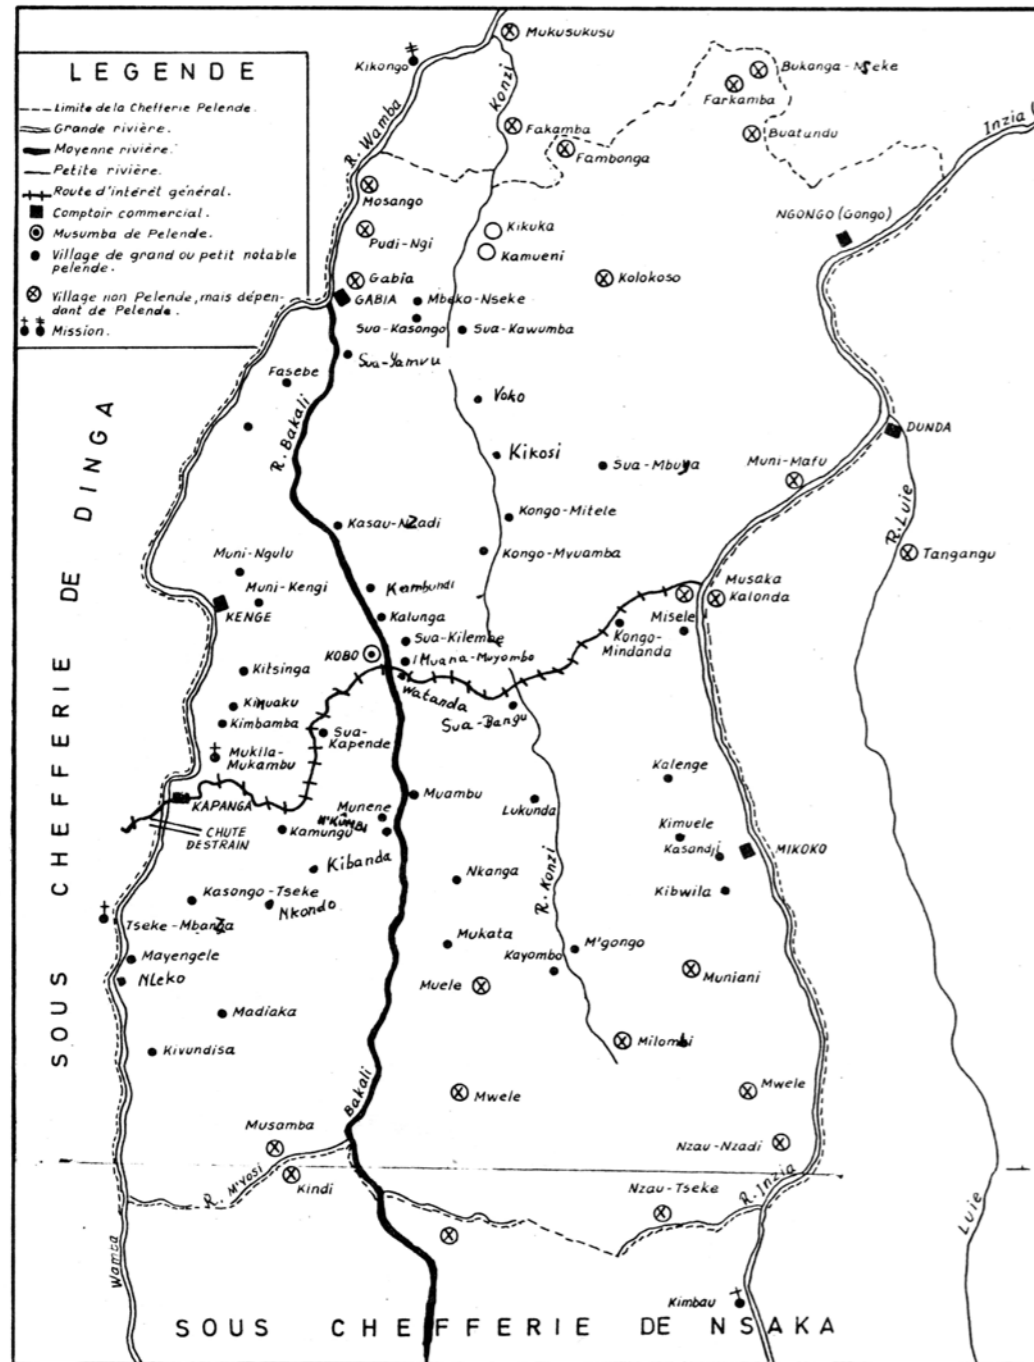 LEGENDE
Limite de la Chefferie Pelende.
Grande rivière.
Moyenne rivière.
Petite rivière.
Route d'intérêt général.
Comptoir commercial.
Musumba de Pelende.
Village de grand ou petit notable
pelende.
Village non Pelende, mais dépen-
dant de Pelende.
Mission.
Mukusukusu
Kikongo
Konzi
Bukanga-Nseke
Farkamba
R. Wamba
Fakamba
Buatundu
Inzia (
Fambonga
Mosango
NGONGO (Gongo)
Pudi-Ngi
Kikuka
Kamueni
Gabia
Kolokoso
GABIA
Mbeko-Nseke
Sua-Kasongo
Sua-Kawumba
Sua-Yamvu
Fasebe
Voko
R. Bakali
DUNDA
Kikosi
Sua-Mbuya
Muni-Mafu
R. Luie
Kasau-Nzadi
Kongo-Mitele
Kongo-Mvuamba
Tangangu
Muni-Ngulu
Muni-Kengi
Kambundi
Musaka
Kalonda
KENGE
Kalunga
Misele
Sua-Kilembe
Kongo-
Mindanda
KOBO
Muana-Muyombo
Kitsinga
Watanda
Kinuaku
Sua-Bangu
Kimbamba
Sua-
Kapende
Mukila-
Mukambu
Kalenge
KAPANGA
Muambu
Lukunda
Munene
N'Kumbi
CHUTE
DESTRAIN
Kamungu
Kimuele
Kasandji
MIKOKO
Kibanda
Nkanga
Kibwila
R. Konzi
Kasongo-Tseke
Nkondo
Tseke-Mbanza
Mukata
M'gongo
Mayengele
Kayombo
Nleko
Muele
Muniani
Madiaka
Milombi
Kivundisa
Bakali
Mwele
Mwele
Musamba
Nzau-Nzadi
R. M'vosi
Kindi
Nzau-Tseke
R. Inzia
Luie
Wamba
Kimbau
SOUS CHEFFERIE DE DINGA
SOUS CHEFFERIE DE NSAKA